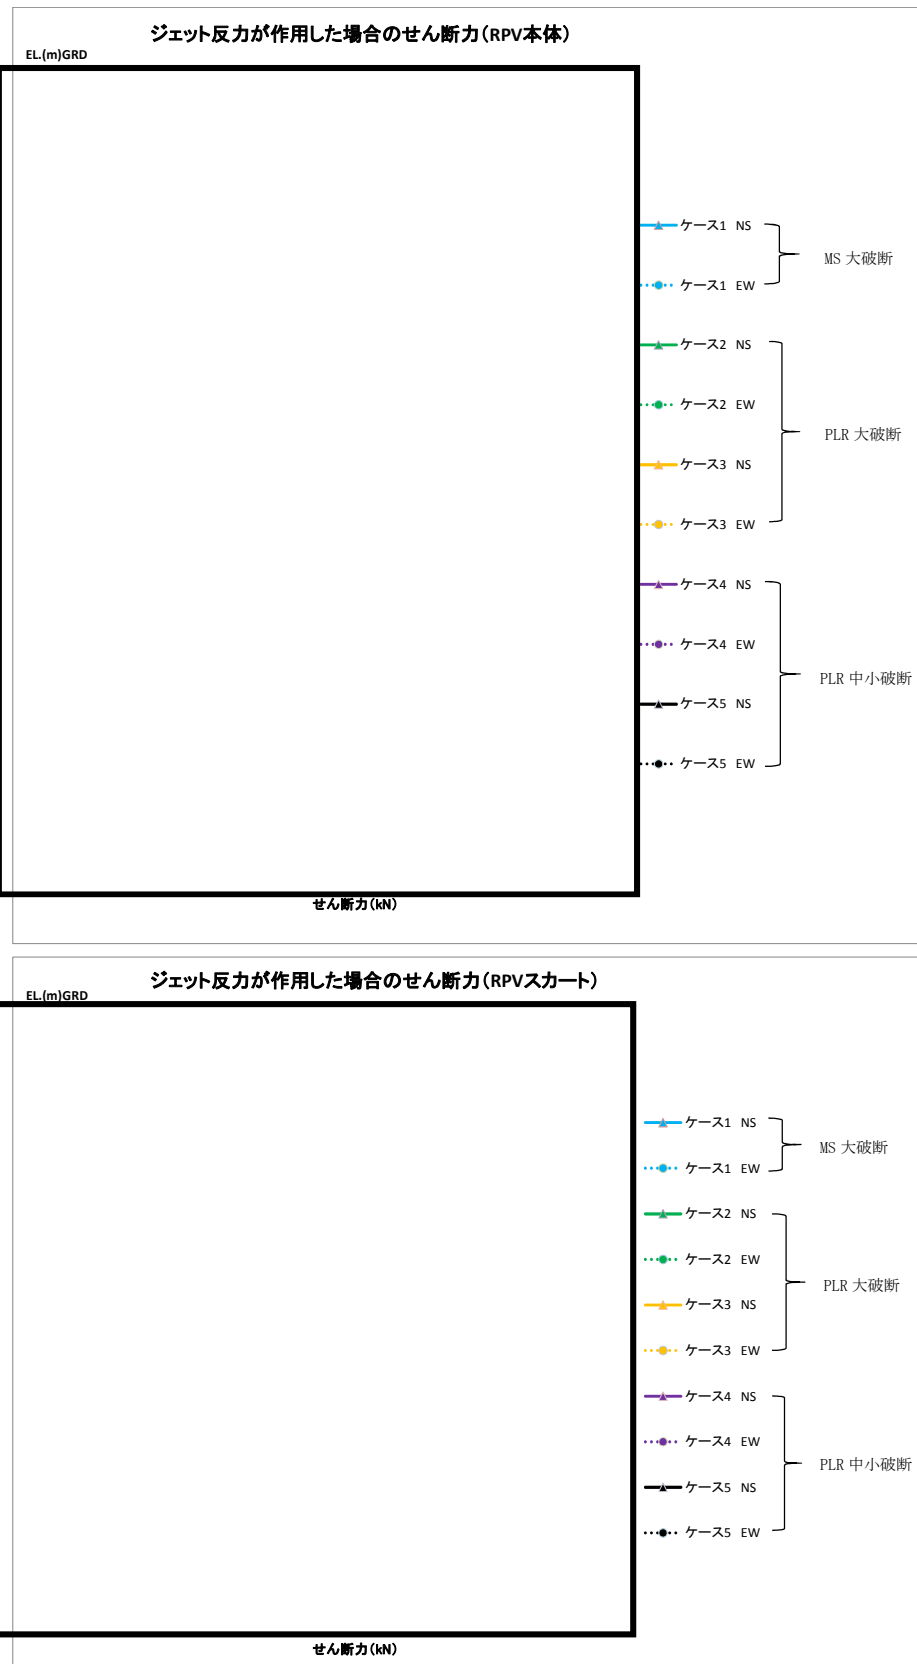 ジェット反力が作用した場合のせん断力(RPV本体)
EL.(m)GRD
ケース1 NS
MS 大破断
ケース1 EW
ケース2 NS
ケース2 EW
PLR 大破断
ケース3 NS
ケース3 EW
ケース4 NS
ケース4 EW
PLR 中小破断
ケース5 NS
ケース5 EW
せん断力(kN)
ジェット反力が作用した場合のせん断力(RPVスカート)
EL.(m)GRD
ケース1 NS
MS 大破断
ケース1 EW
ケース2 NS
ケース2 EW
PLR 大破断
ケース3 NS
ケース3 EW
ケース4 NS
ケース4 EW
PLR 中小破断
ケース5 NS
ケース5 EW
せん断力(kN)